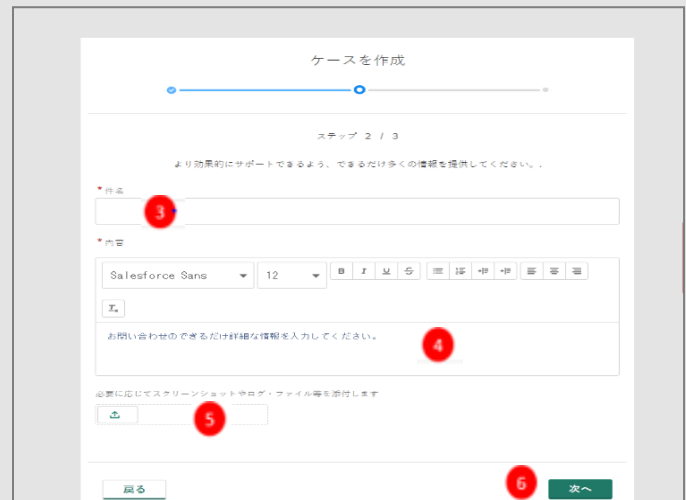 ケースを作成
ステップ 2 / 3
より効果的にサポートできるよう、できるだけ多くの情報を提供してください。.
*件名
3
*内容
Salesforce Sans 12 B I U S
Tx
お問い合わせのできるだけ詳細な情報を入力してください。
4
必要に応じてスクリーンショットやログ・ファイル等を添付します
5
戻る 6 次へ